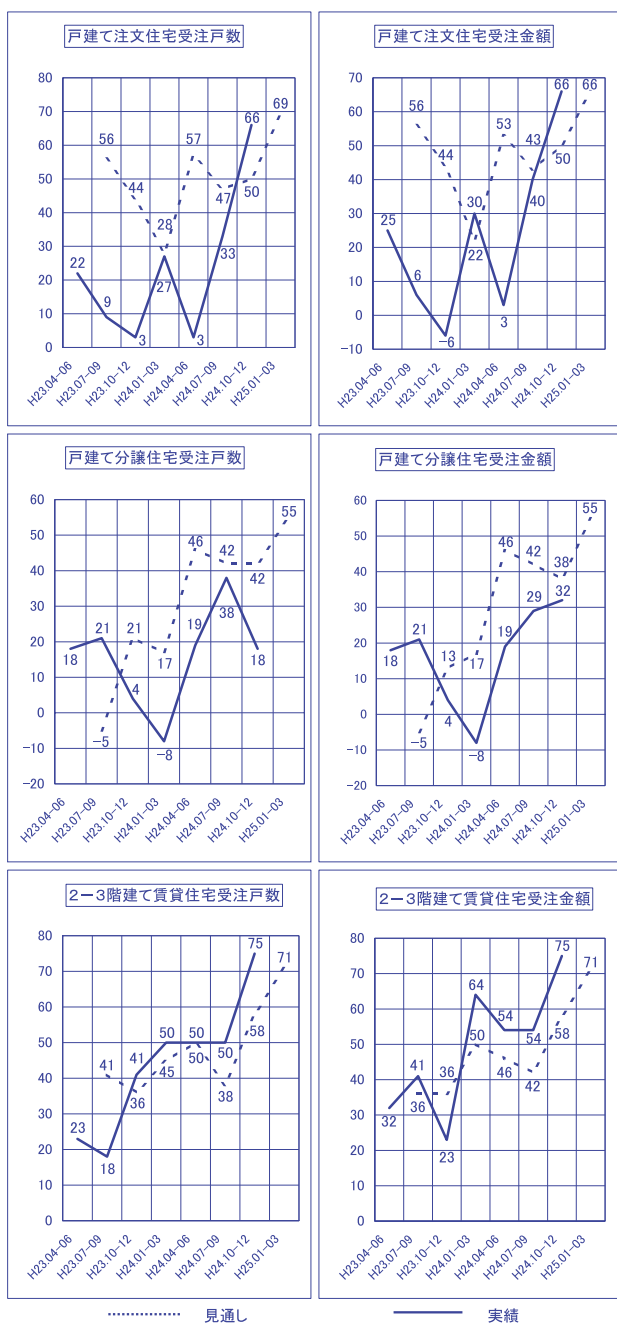 戸建て注文住宅受注戸数
80
70
60
50
40
30
20
10
0
22
9
3
27
3
33
66
56
44
28
57
47
50
69
H23.04-06
H23.07-09
H23.10-12
H24.01-03
H24.04-06
H24.07-09
H24.10-12
H25.01-03
戸建て注文住宅受注金額
70
60
50
40
30
20
10
0
-10
25
6
-6
30
3
40
66
56
44
22
53
43
50
66
H23.04-06
H23.07-09
H23.10-12
H24.01-03
H24.04-06
H24.07-09
H24.10-12
H25.01-03
戸建て分譲住宅受注戸数
60
50
40
30
20
10
0
-10
-20
18
21
4
-8
19
38
18
-5
21
17
46
42
42
55
H23.04-06
H23.07-09
H23.10-12
H24.01-03
H24.04-06
H24.07-09
H24.10-12
H25.01-03
戸建て分譲住宅受注金額
60
50
40
30
20
10
0
-10
-20
18
21
4
-8
19
29
32
-5
13
17
46
42
38
55
H23.04-06
H23.07-09
H23.10-12
H24.01-03
H24.04-06
H24.07-09
H24.10-12
H25.01-03
2-3階建て賃貸住宅受注戸数
80
70
60
50
40
30
20
10
0
23
18
41
50
50
50
75
41
36
45
50
38
58
71
H23.04-06
H23.07-09
H23.10-12
H24.01-03
H24.04-06
H24.07-09
H24.10-12
H25.01-03
2-3階建て賃貸住宅受注金額
80
70
60
50
40
30
20
10
0
32
41
23
64
54
54
75
36
36
50
46
42
58
71
H23.04-06
H23.07-09
H23.10-12
H24.01-03
H24.04-06
H24.07-09
H24.10-12
H25.01-03
見通し
実績